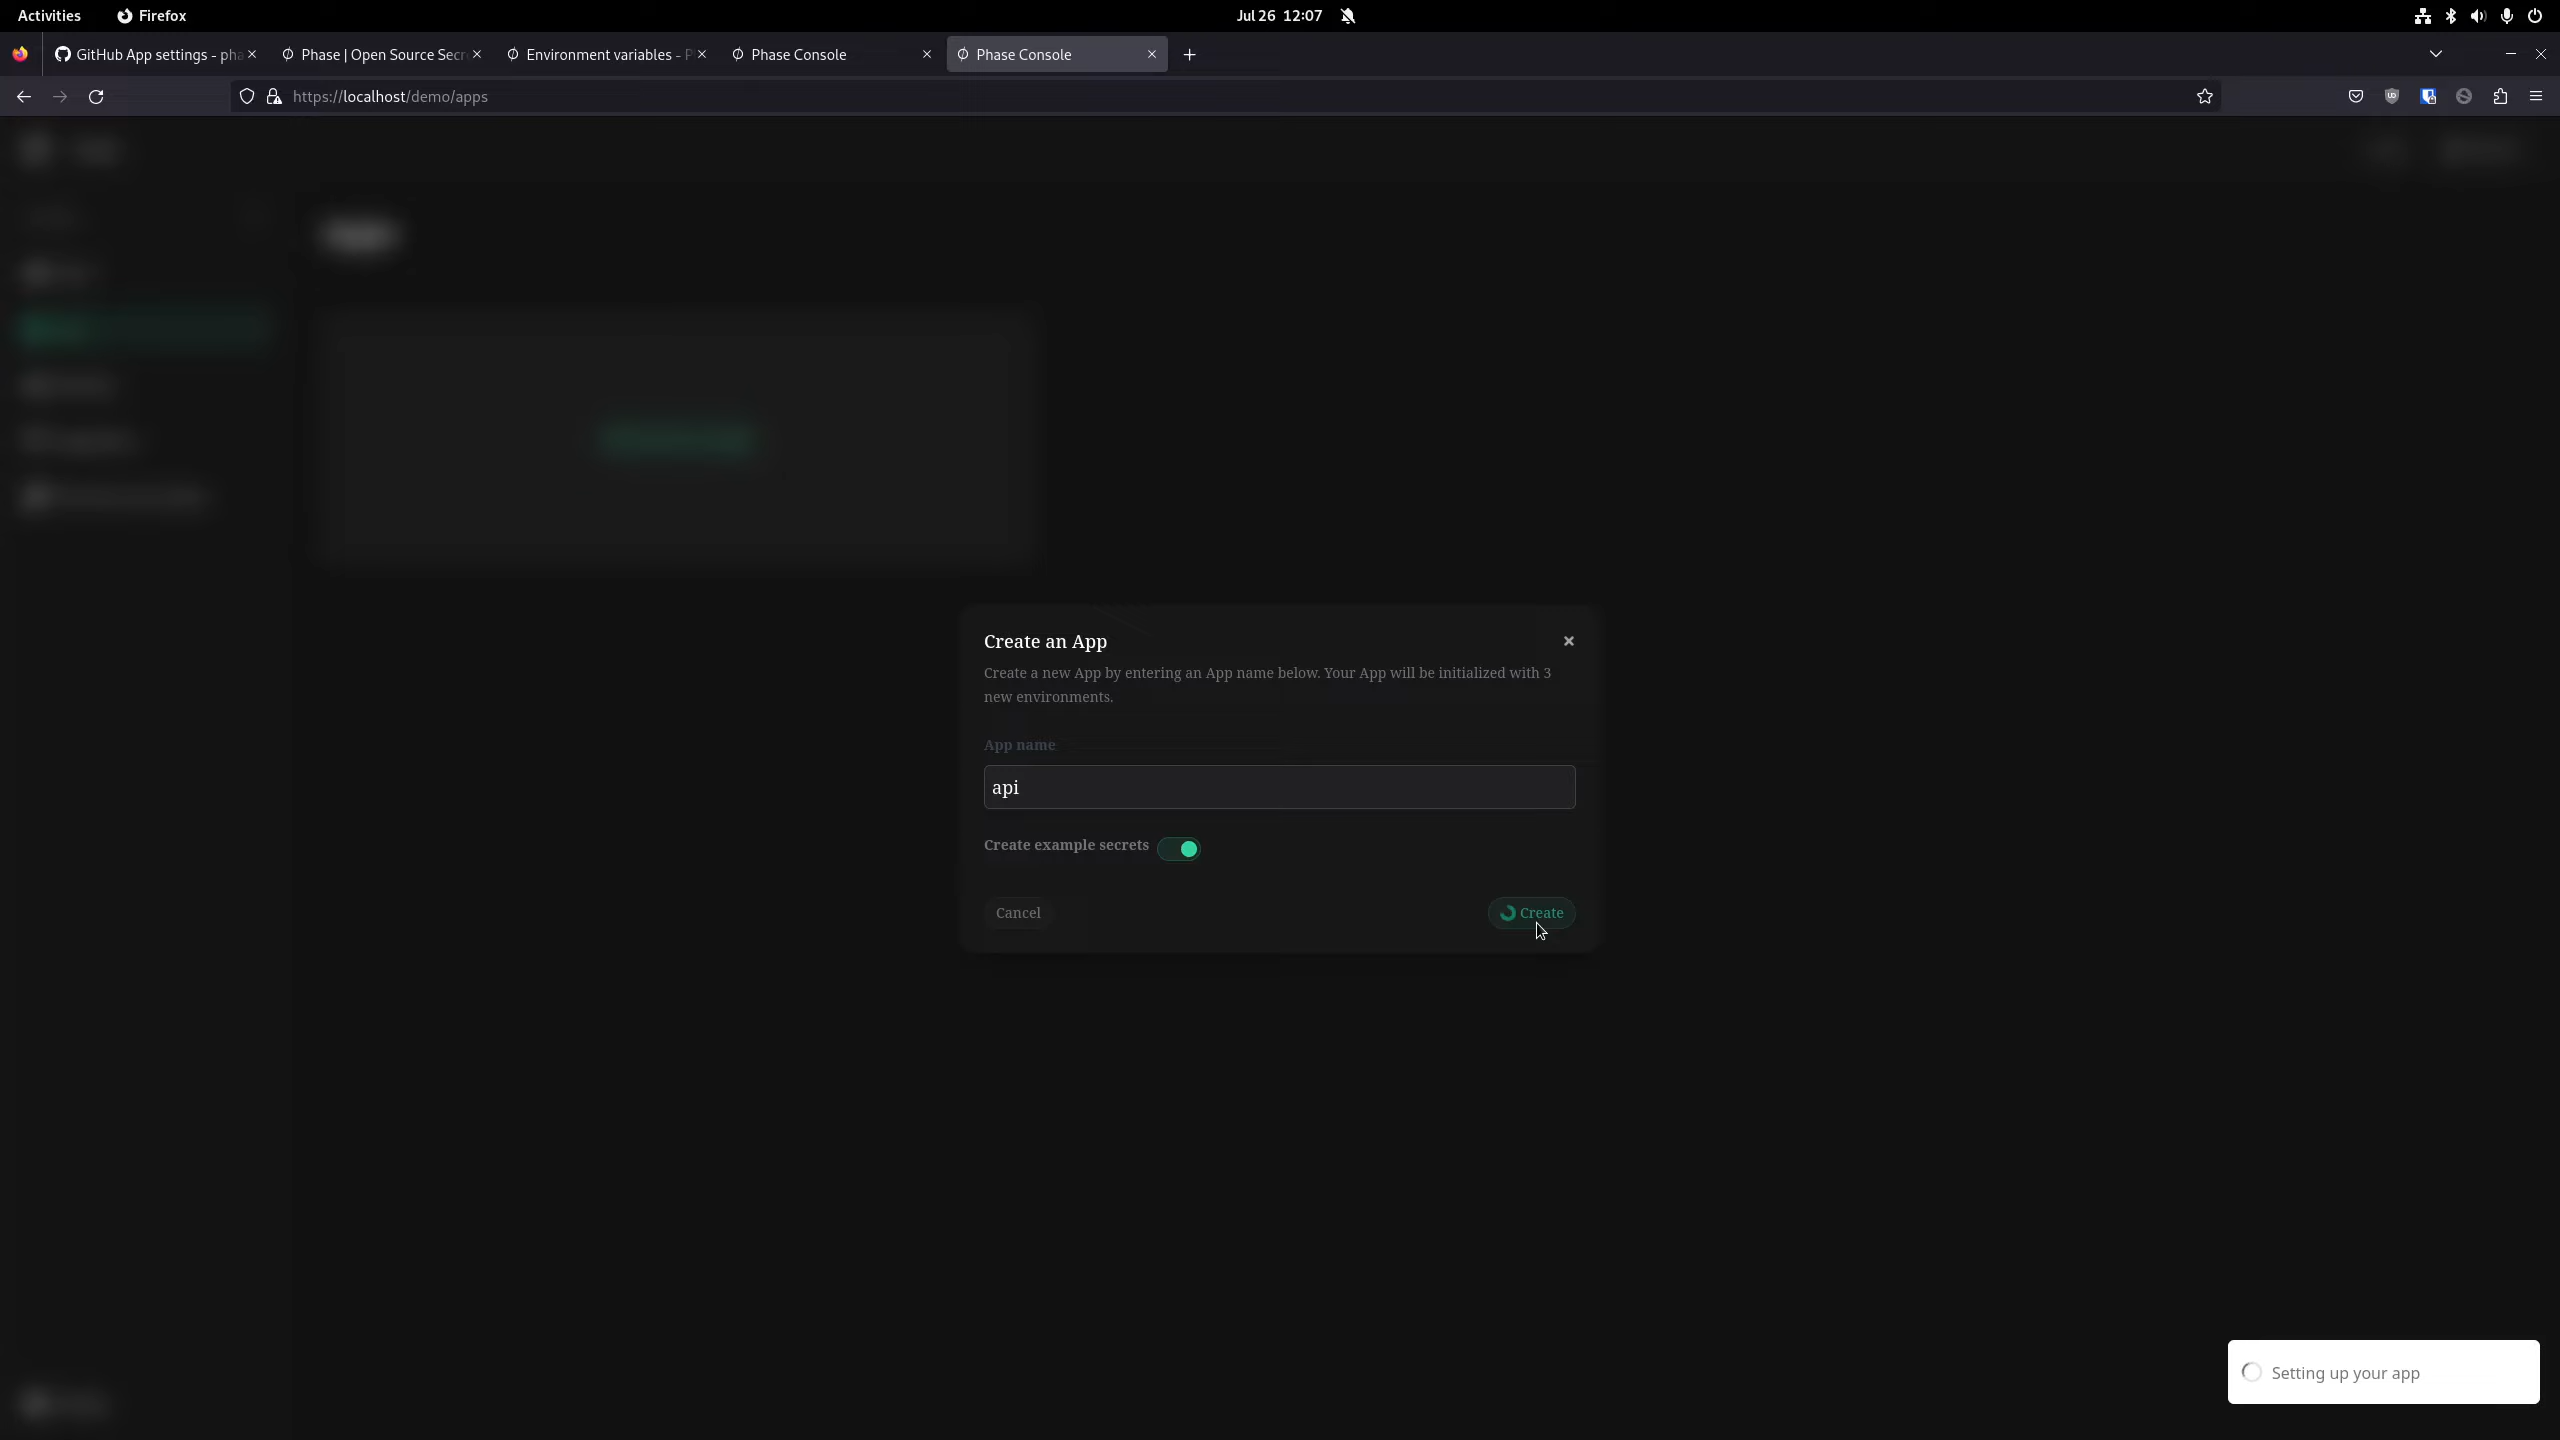 Activities
Firefox
Jul 26 12:07
GitHub App settings - pha
Phase | Open Source Secr
Environment variables - P
Phase Console
Phase Console
https://localhost/demo/apps
Create an App
Create a new App by entering an App name below. Your App will be initialized with 3
new environments.
App name
api
Create example secrets
Cancel
Create
Setting up your app